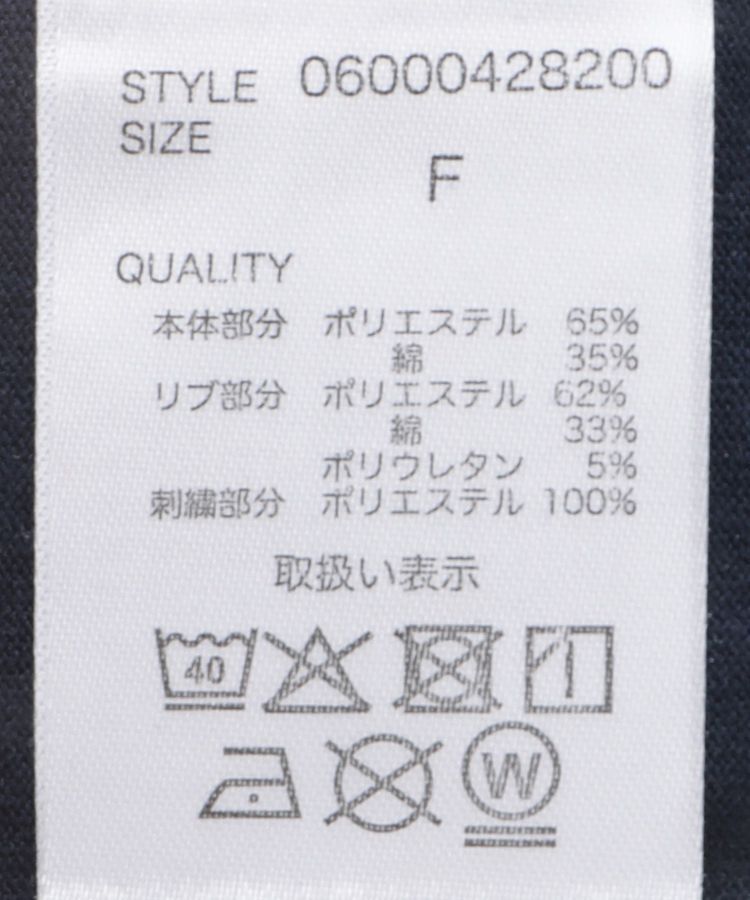 STYLE 06000428200
SIZE
F
QUALITY
本体部分 ポリエステル 65%
綿 35%
リブ部分 ポリエステル 62%
綿 33%
ポリウレタン 5%
刺繍部分 ポリエステル 100%
取扱い表示
40
W